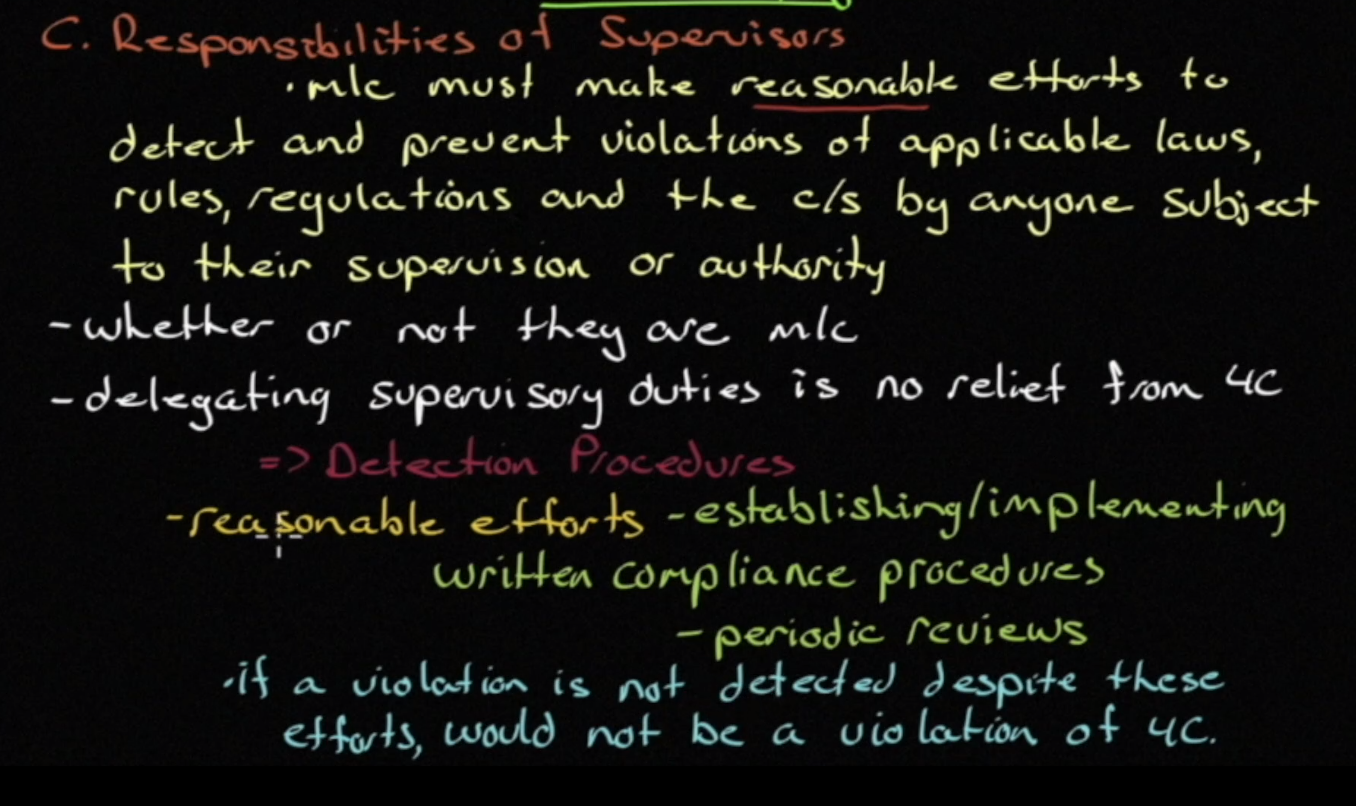 C. Responsibilities of Supervisors
• mlc must make reasonable efforts to
detect and prevent violations of applicable laws,
rules, regulations and the c/s by anyone subject
to their supervision or authority
- whether or not they are mlc
- delegating supervisory duties is no relief from 4C
=> Detection Procedures
- reasonable efforts - establishing/implementing
written compliance procedures
- periodic reviews
• if a violation is not detected despite these
efforts, would not be a violation of 4C.